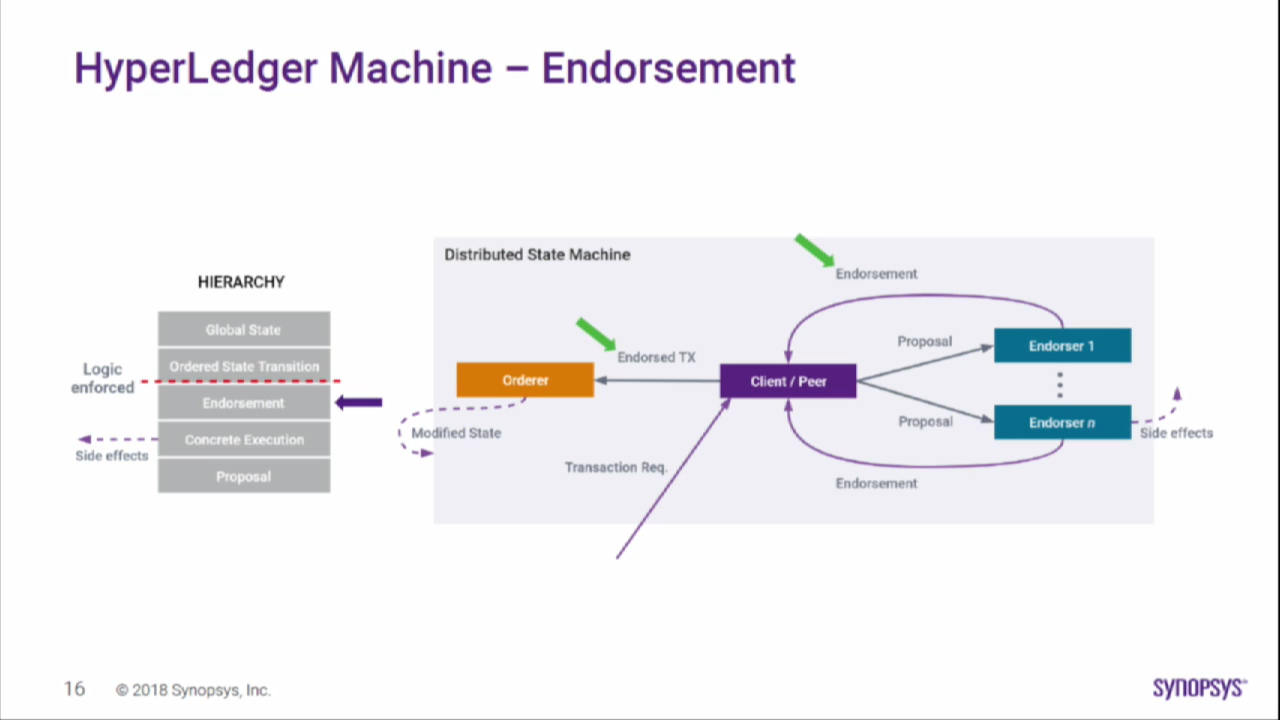 HyperLedger Machine – Endorsement
HIERARCHY
Global State
Ordered State Transition
Endorsement
Concrete Execution
Proposal
Logic
enforced
Side effects
Distributed State Machine
Endorsement
Endorsed TX
Proposal
Endorser 1
Orderer
Client / Peer
Proposal
Endorser n
Modified State
Side effects
Transaction Req.
Endorsement
16
© 2018 Synopsys, Inc.
SYNOPSYS™